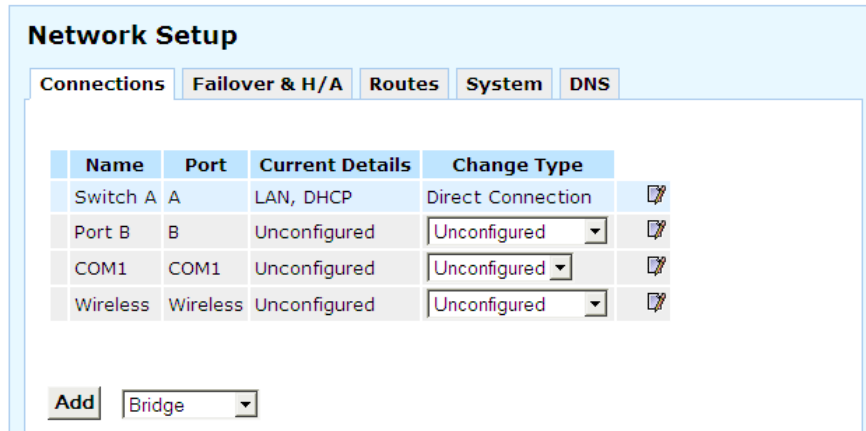 Network Setup
Connections Failover & H/A Routes System DNS
Name Port Current Details Change Type
Switch A A LAN, DHCP Direct Connection
Port B B Unconfigured Unconfigured
COM1 COM1 Unconfigured Unconfigured
Wireless Wireless Unconfigured Unconfigured
Add Bridge